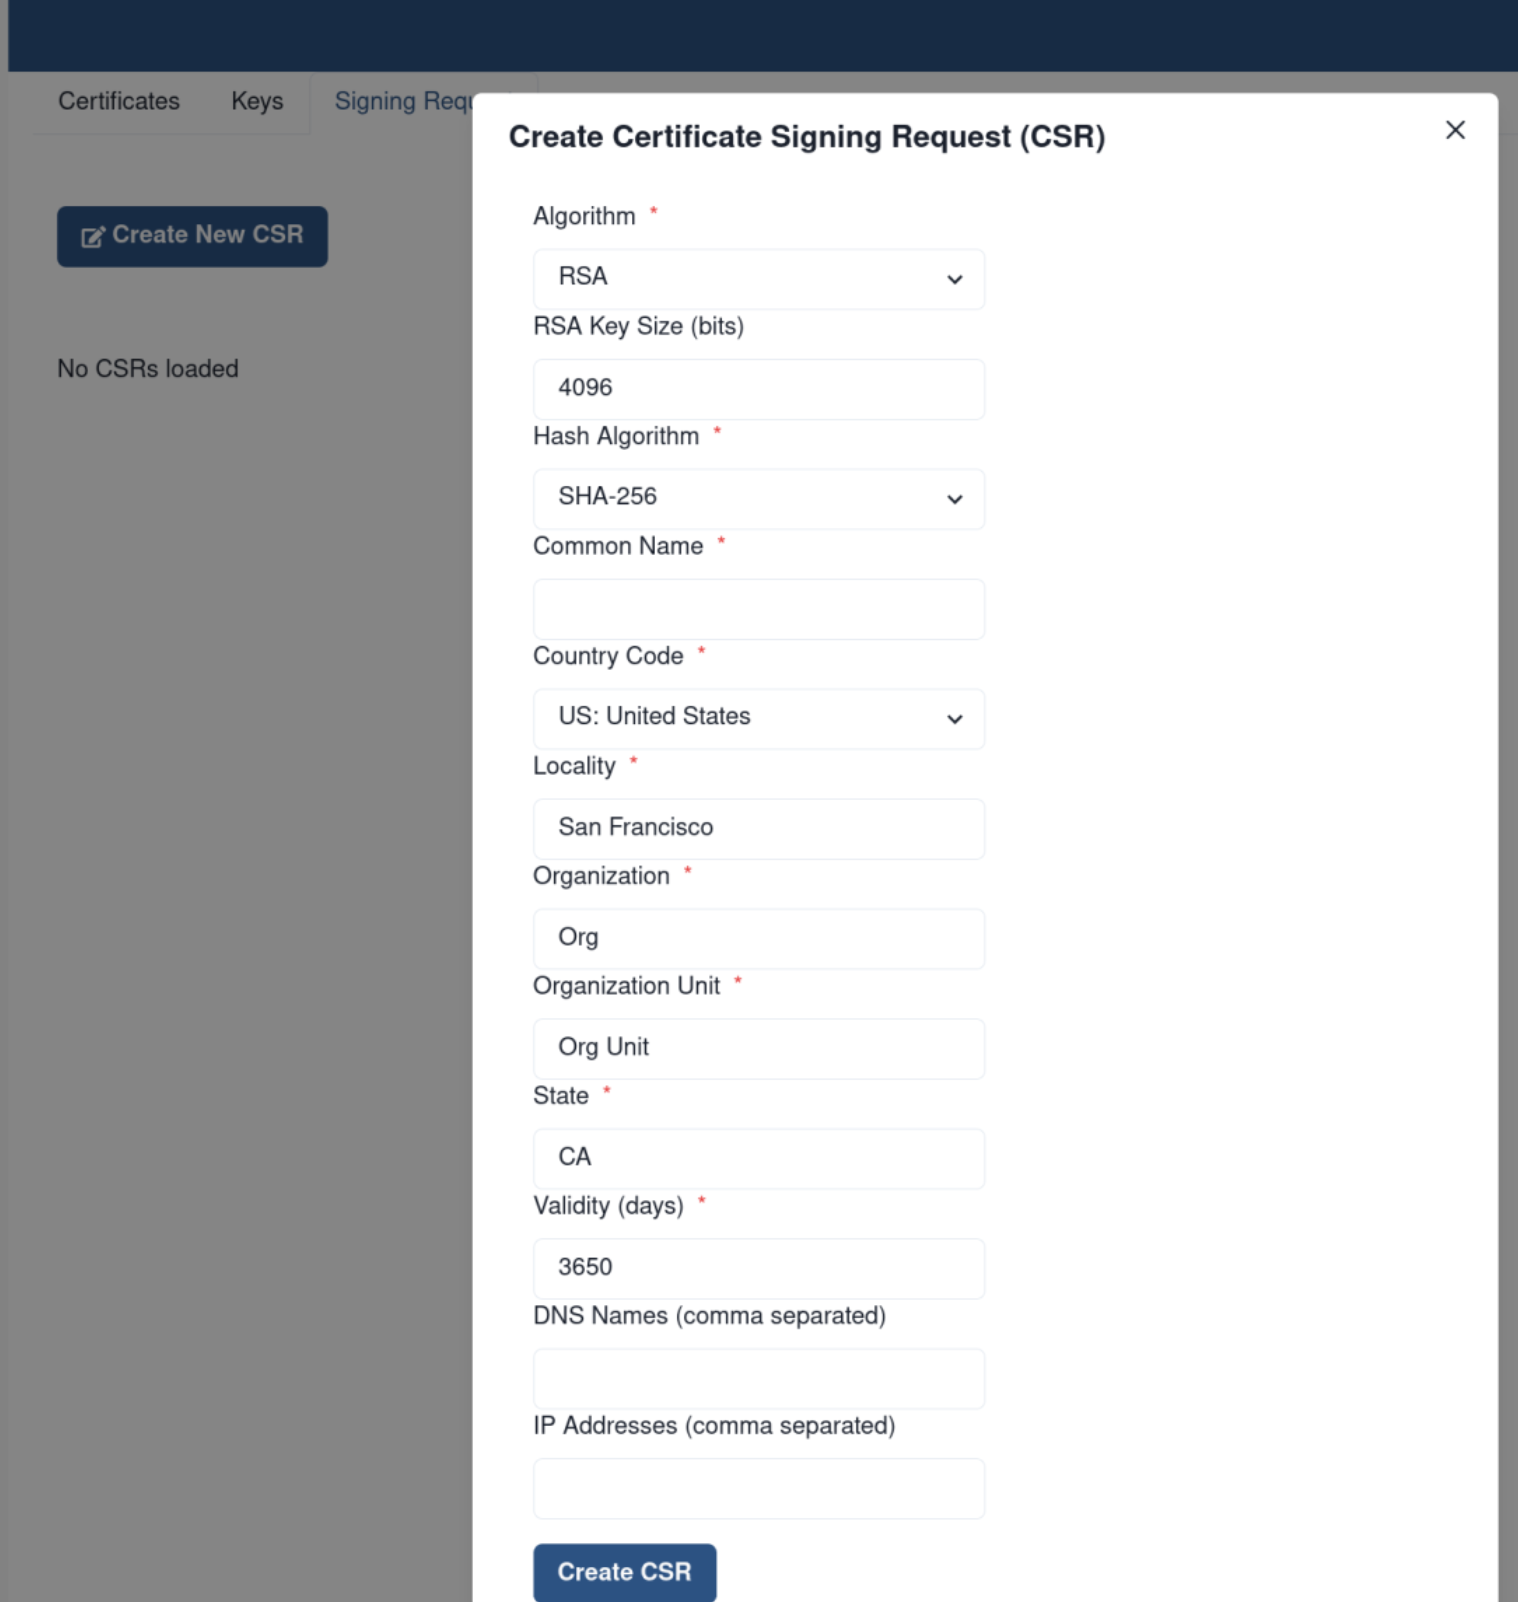 Certificates Keys Signing Requ
Create New CSR
No CSRs loaded
Create Certificate Signing Request (CSR)
Algorithm *
RSA
RSA Key Size (bits)
4096
Hash Algorithm *
SHA-256
Common Name *
Country Code *
US: United States
Locality *
San Francisco
Organization *
Org
Organization Unit *
Org Unit
State *
CA
Validity (days) *
3650
DNS Names (comma separated)
IP Addresses (comma separated)
Create CSR